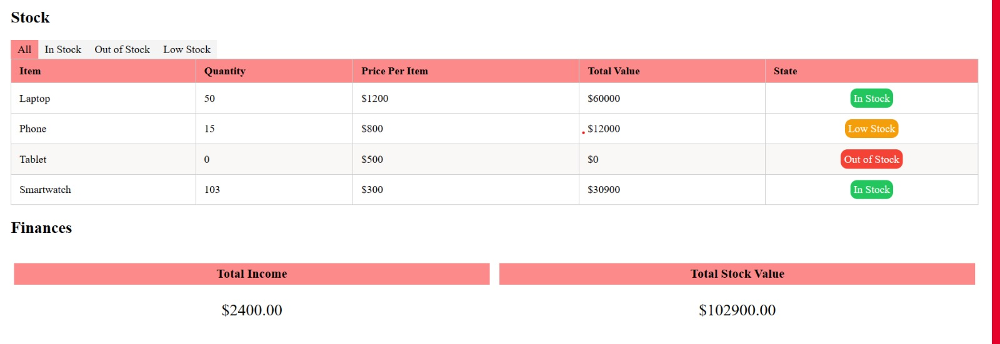 Stock
All In Stock Out of Stock Low Stock
Item Quantity Price Per Item Total Value State
Laptop 50 $1200 $60000 In Stock
Phone 15 $800 $12000 Low Stock
Tablet 0 $500 $0 Out of Stock
Smartwatch 103 $300 $30900 In Stock
Finances
Total Income Total Stock Value
$2400.00 $102900.00